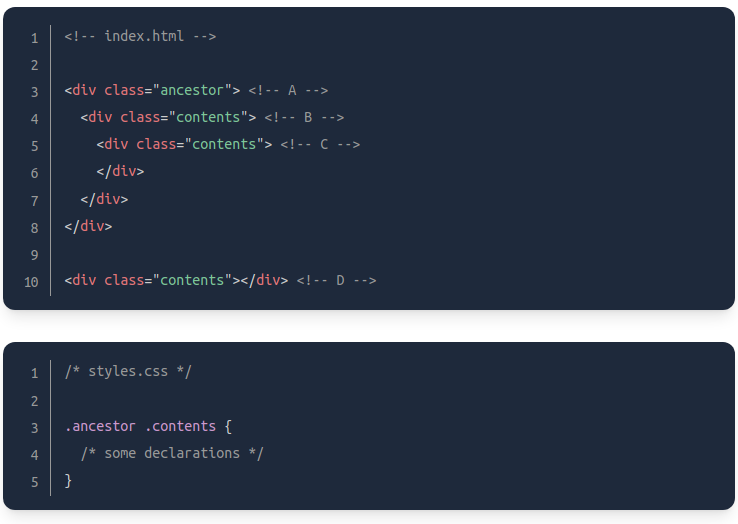 1 <!-- index.html -->
2
3 <div class="ancestor"> <!-- A -->
4   <div class="contents"> <!-- B -->
5     <div class="contents"> <!-- C -->
6     </div>
7   </div>
8 </div>
9
10 <div class="contents"></div> <!-- D -->
1 /* styles.css */
2
3 .ancestor .contents {
4   /* some declarations */
5 }